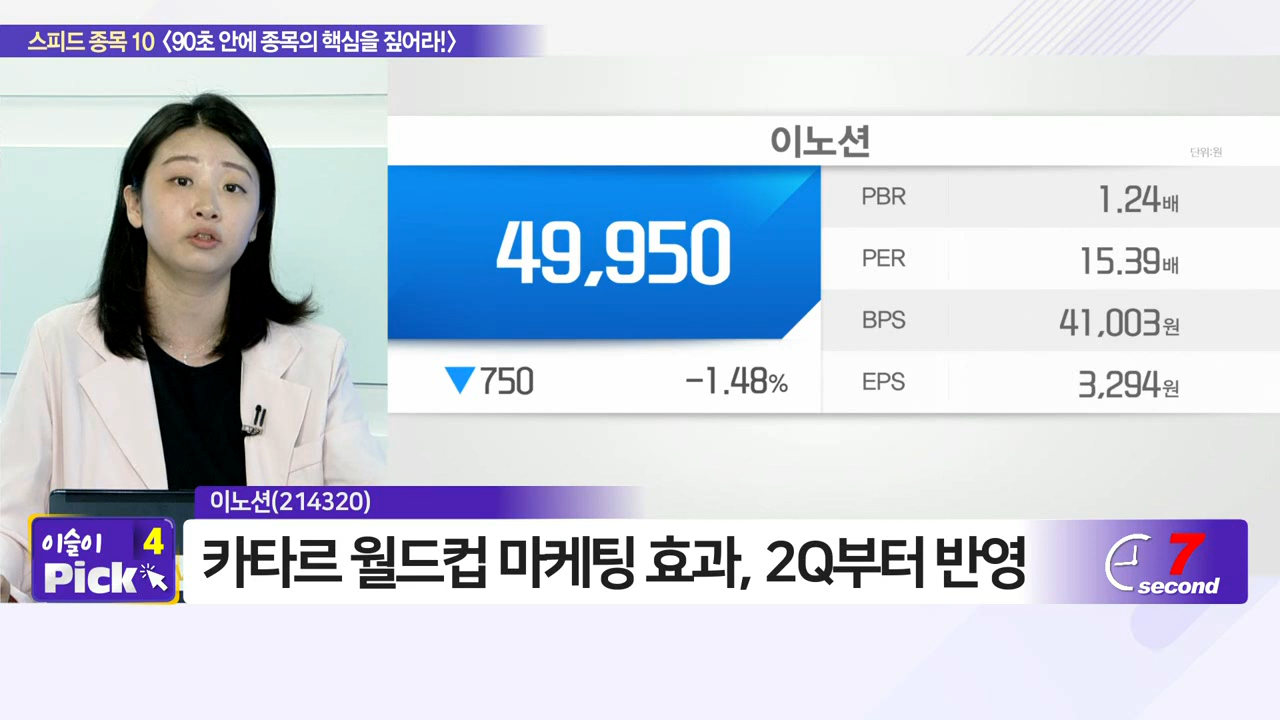 스피드 종목 10 <90초 안에 종목의 핵심을 짚어라!>
이노션
단위:원
49,950
▼750 -1.48%
PBR 1.24배
PER 15.39배
BPS 41,003원
EPS 3,294원
이노션(214320)
이슬이 4
Pick
카타르 월드컵 마케팅 효과, 2Q부터 반영
7
second